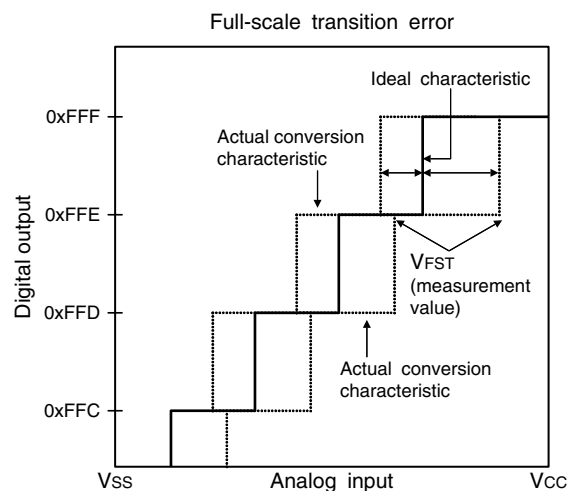 Full-scale transition error
Ideal characteristic
0xFFF
Actual conversion
characteristic
0xFFE
Digital output
VFST
(measurement
value)
0xFFD
Actual conversion
characteristic
0xFFC
VSS
Analog input
VCC